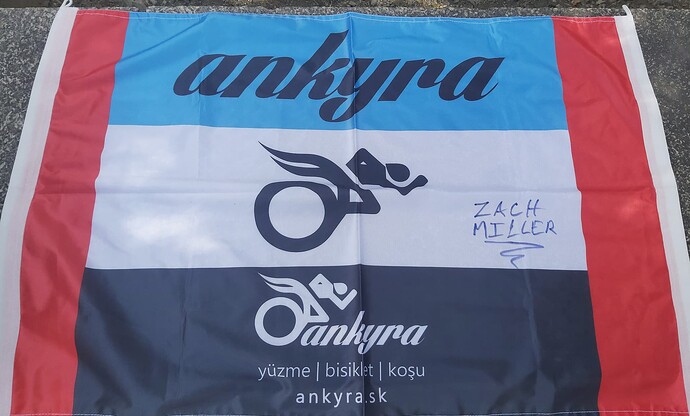 ankyra
ZACH
MILLER
ankyra
yüzme | bisiklet | koşu
ankyra.sk